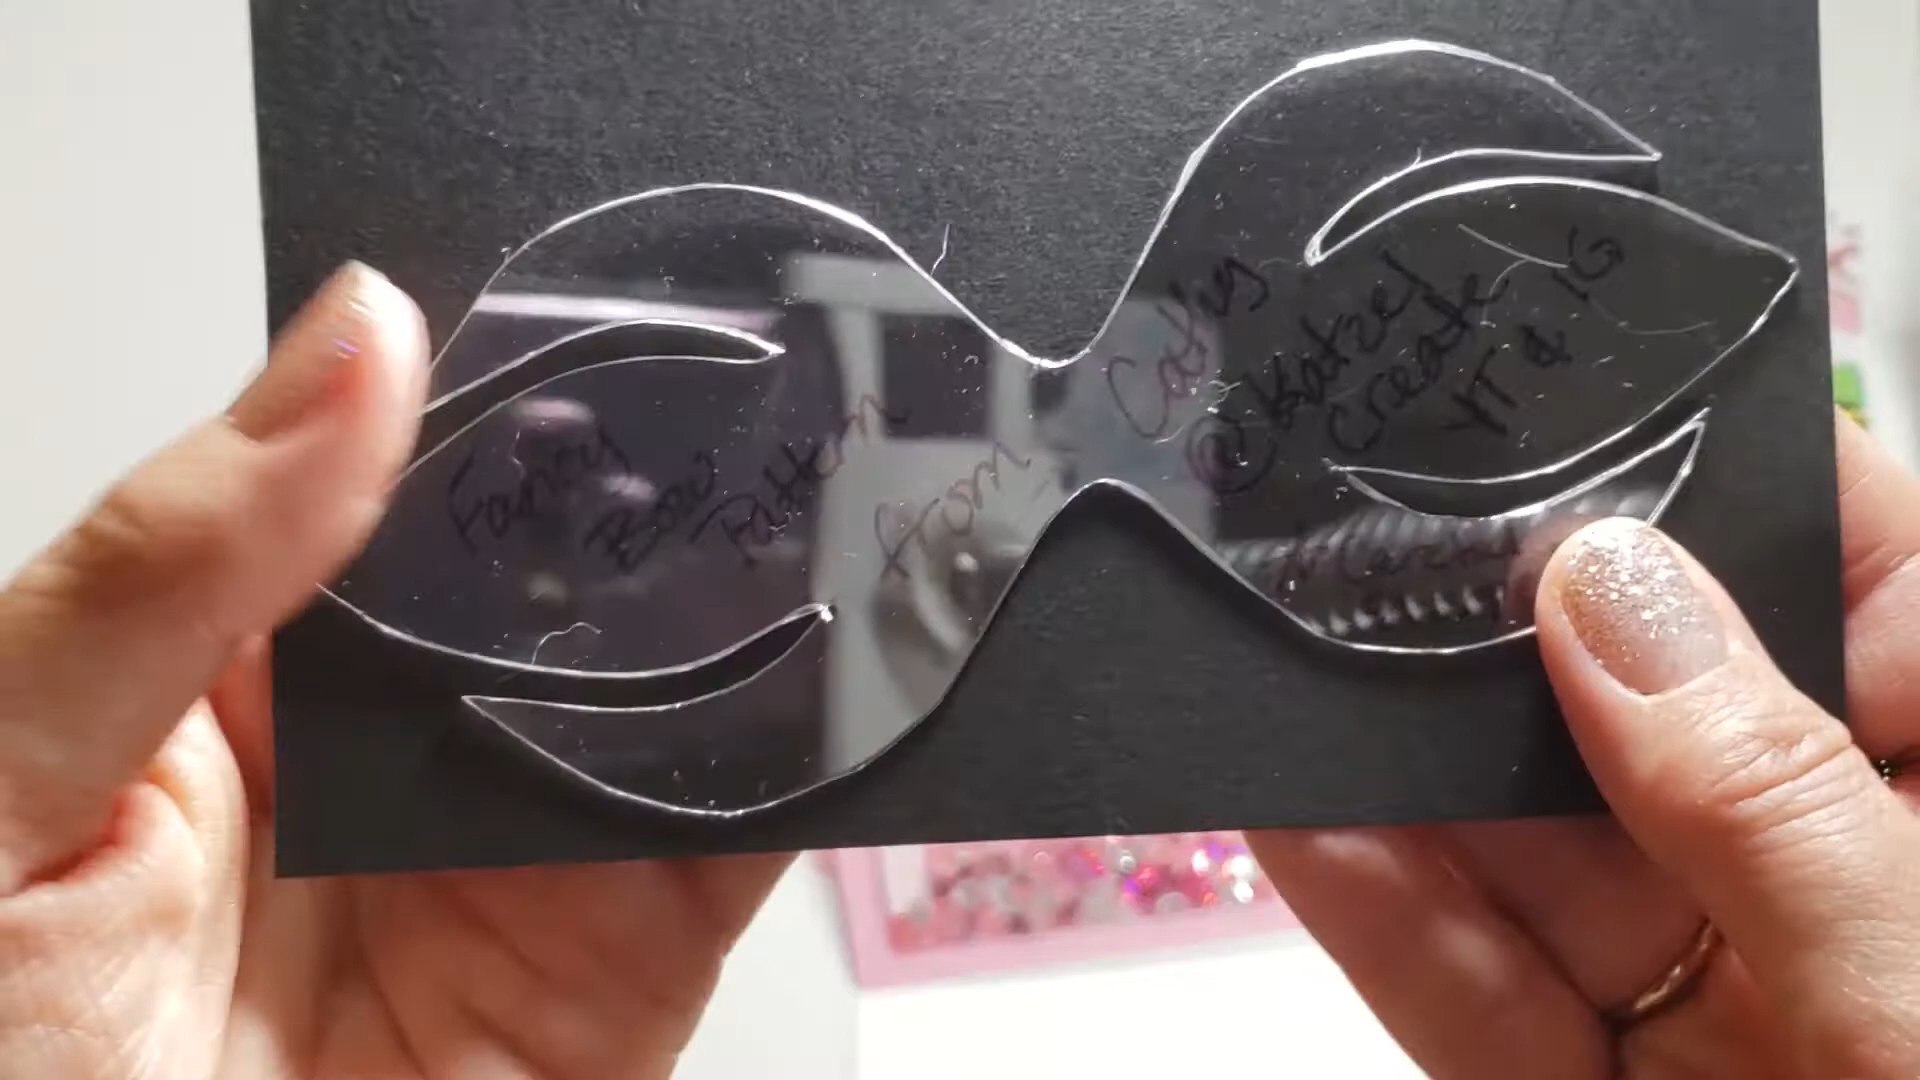 Fancy
Bow
Pattern
from
Cathy
@Katzel
Create
YT & IG